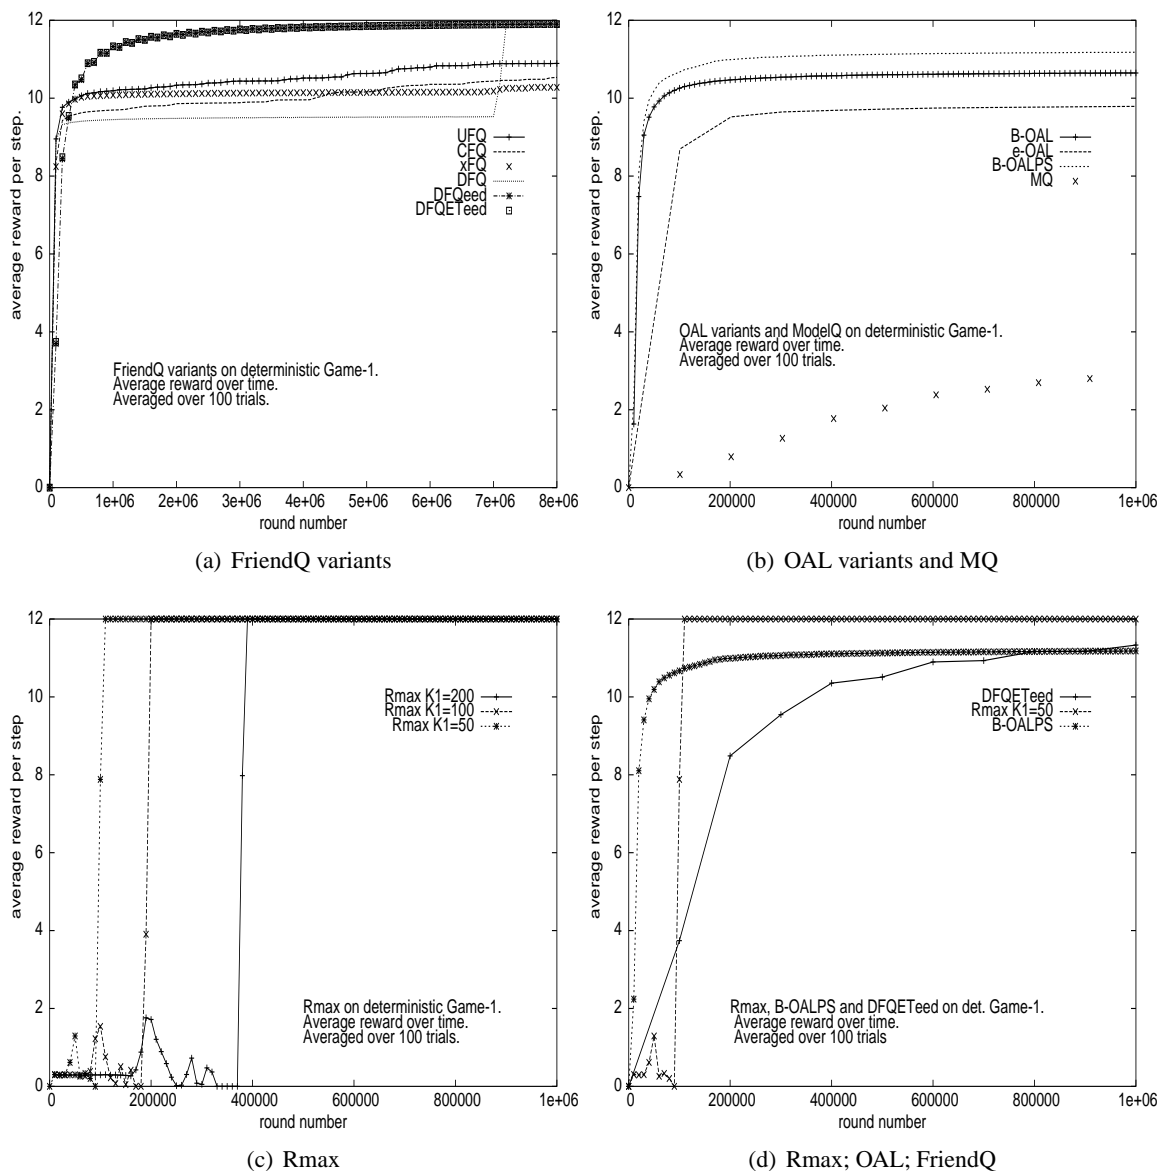 12
10
8
6
4
2
0
average reward per step.
UFQ
CFQ
xFQ
DFQ
DFQeed
DFQETeed
FriendQ variants on deterministic Game-1.
Average reward over time.
Averaged over 100 trials.
0 1e+06 2e+06 3e+06 4e+06 5e+06 6e+06 7e+06 8e+06
round number
(a) FriendQ variants
12
10
8
6
4
2
0
average reward per step.
B-OAL
e-OAL
B-OALPS
MQ
OAL variants and ModelQ on deterministic Game-1.
Average reward over time.
Averaged over 100 trials.
0 200000 400000 600000 800000 1e+06
round number
(b) OAL variants and MQ
12
10
8
6
4
2
0
average reward per step
Rmax K1=200
Rmax K1=100
Rmax K1=50
Rmax on deterministic Game-1.
Average reward over time.
Averaged over 100 trials.
0 200000 400000 600000 800000 1e+06
round number
(c) Rmax
12
10
8
6
4
2
0
average reward per step
DFQETeed
Rmax K1=50
B-OALPS
Rmax, B-OALPS and DFQETeed on det. Game-1.
Average reward over time.
Averaged over 100 trials
0 200000 400000 600000 800000 1e+06
round number
(d) Rmax; OAL; FriendQ